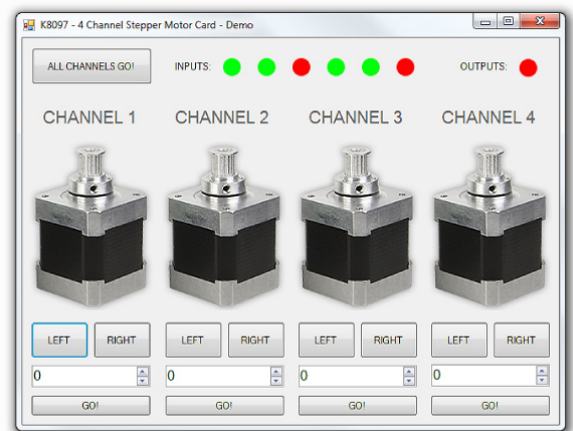 K8097 - 4 Channel Stepper Motor Card - Demo
ALL CHANNELS GO! INPUTS: OUTPUTS:
CHANNEL 1 CHANNEL 2 CHANNEL 3 CHANNEL 4
LEFT RIGHT LEFT RIGHT LEFT RIGHT LEFT RIGHT
0 0 0 0
GO! GO! GO! GO!